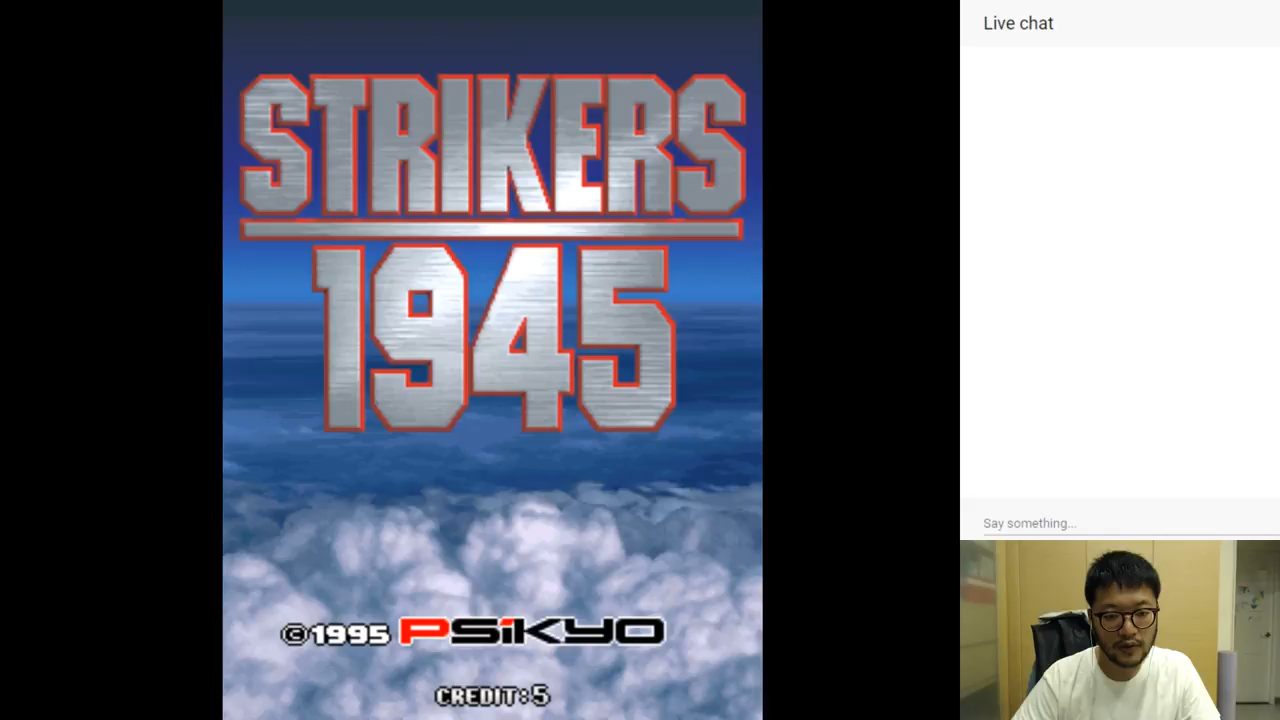 STRIKERS
1945
©1995 PSiKYO
CREDIT:5
Live chat
Say something...